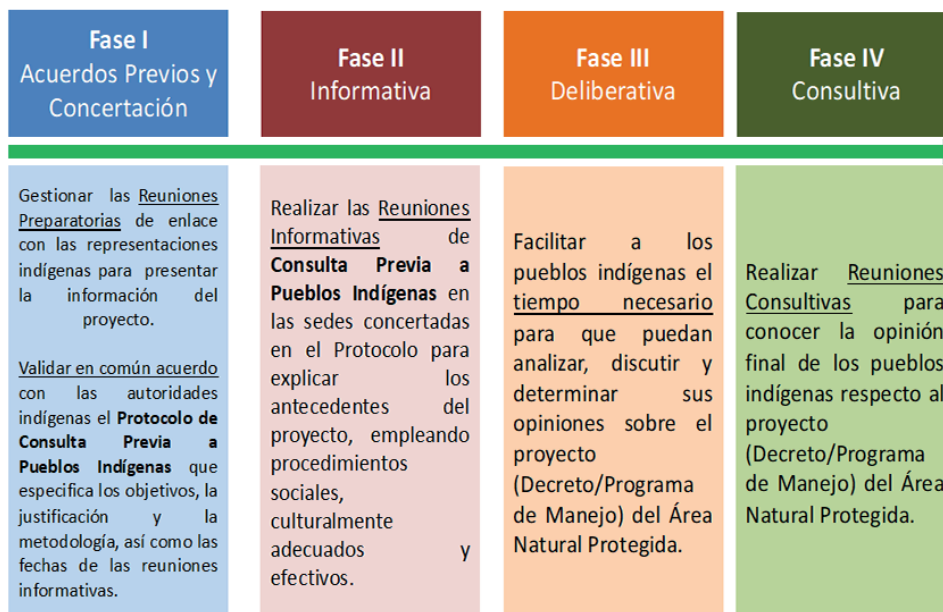 Fase I
Acuerdos Previos y
Concertación
Fase II
Informativa
Fase III
Deliberativa
Fase IV
Consultiva
Gestionar las Reuniones
Preparatorias de enlace
con las representaciones
indígenas para presentar
la información del
proyecto.
Validar en común acuerdo
con las autoridades
indígenas el Protocolo de
Consulta Previa a
Pueblos Indígenas que
especifica los objetivos, la
justificación y la
metodología, así como las
fechas de las reuniones
informativas.
Realizar las Reuniones
Informativas de
Consulta Previa a
Pueblos Indígenas en
las sedes concertadas
en el Protocolo para
explicar los
antecedentes del
proyecto, empleando
procedimientos
sociales,
culturalmente
adecuados y
efectivos.
Facilitar a los
pueblos indígenas el
tiempo necesario
para que puedan
analizar, discutir y
determinar sus
opiniones sobre el
proyecto
(Decreto/Programa
de Manejo) del Área
Natural Protegida.
Realizar Reuniones
Consultivas para
conocer la opinión
final de los pueblos
indígenas respecto al
proyecto
(Decreto/Programa
de Manejo) del Área
Natural Protegida.